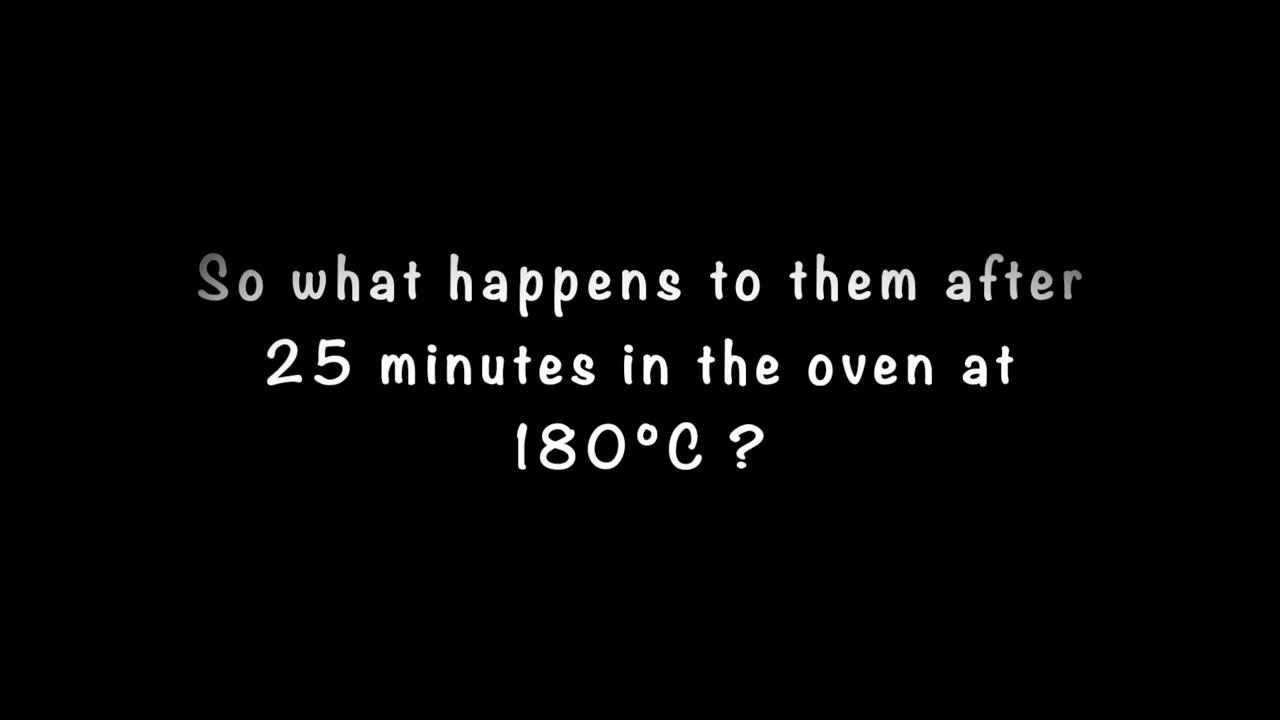 So what happens to them after
25 minutes in the oven at
180°C ?